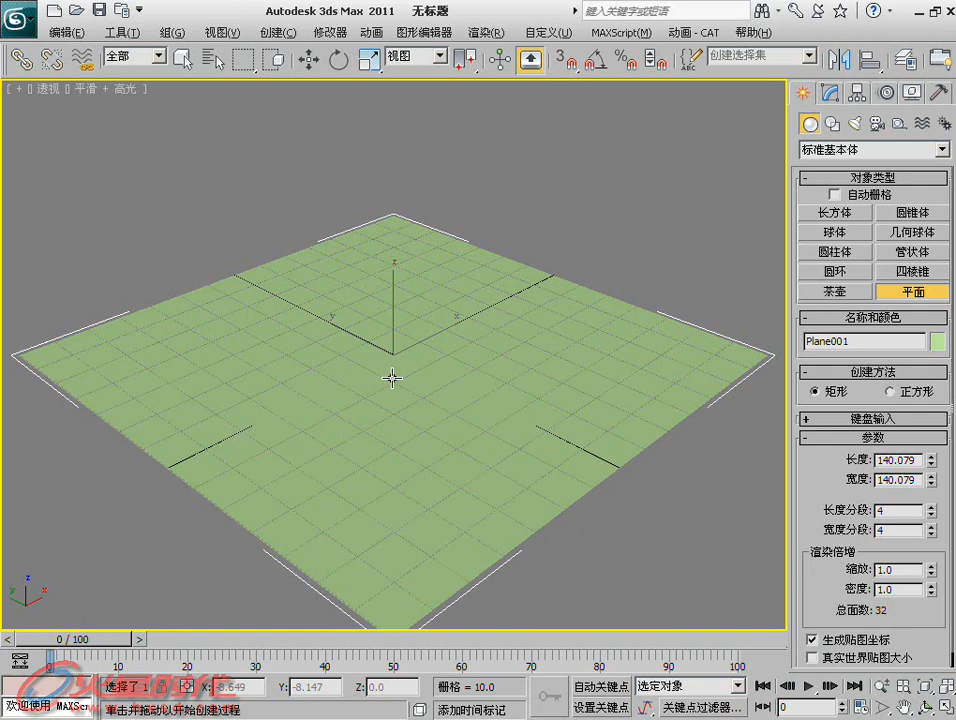 Autodesk 3ds Max 2011 无标题
键入关键字或短语
编辑(E) 工具(T) 组(G) 视图(V) 创建(C) 修改器 动画 图形编辑器 渲染(R) 自定义(U) MAXScript(M) 动画 - CAT 帮助(H)
全部 视图 3 创建选择集
[ + [] 透视 [] 平滑 + 高光 ]
标准基本体
- 对象类型
自动栅格
长方体 圆锥体
球体 几何球体
圆柱体 管状体
圆环 四棱锥
茶壶 平面
- 名称和颜色
Plane001
- 创建方法
矩形 正方形
+ 键盘输入
- 参数
长度: 140.079
宽度: 140.079
长度分段: 4
宽度分段: 4
渲染倍增
缩放: 1.0
密度: 1.0
总面数: 32
生成贴图坐标
真实世界贴图大小
z
y
x
z
y
x
< 0 / 100 >
0 10 20 30 40 50 60 70 80 90 100
选择了 1 X: -8.649 Y: -8.147 Z: 0.0 栅格 = 10.0 自动关键点 选定对象
欢迎使用 MAXScr 单击并拖动以开始创建过程 添加时间标记 设置关键点 关键点过滤器... 0